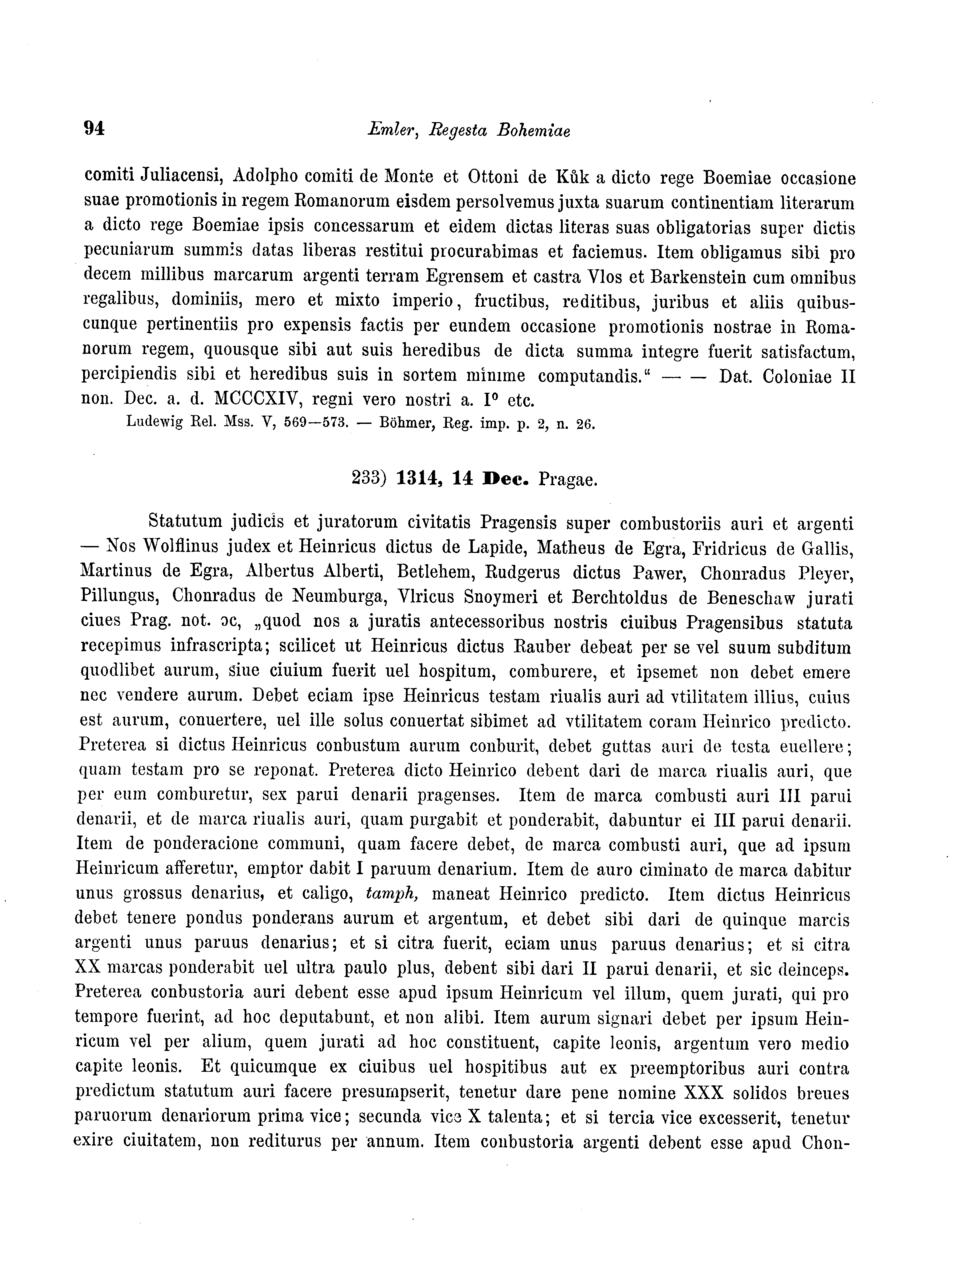 94
Emler, Regesta Bohemiae
comiti Juliacensi, Adolpho comiti de Monte et Ottoni de Kůk a dicto rege Boemiae occasione
suae promotionis in regem Romanorum eisdem persolvemus juxta suarum continentiam literarum
a dicto rege Boemiae ipsis concessarum et eidem dictas literas suas obligatorias super dictis
pecuniarum summis datas liberas restitui procurabimas et faciemus. Item obligamus sibi pro
decem millibus marcarum argenti terram Egrensem et castra Vlos et Barkenstein cum omnibus
regalibus, dominiis, mero et mixto imperio, fructibus, reditibus, juribus et aliis quibus-
cunque pertinentiis pro expensis factis per eundem occasione promotionis nostrae in Roma-
norum regem, quousque sibi aut suis heredibus de dicta summa integre fuerit satisfactum,
percipiendis sibi et heredibus suis in sortem minime computandis.“ — — Dat. Coloniae II
non. Dec. a. d. MCCCXIV, regni vero nostri a. I⁰ etc.
Ludewig Rel. Mss. V, 569—573. — Böhmer, Reg. imp. p. 2, n. 26.
233) 1314, 14 Dec. Pragae.
Statutum judicis et juratorum civitatis Pragensis super combustoriis auri et argenti
— Nos Wolflinus judex et Heinricus dictus de Lapide, Matheus de Egra, Fridricus de Gallis,
Martinus de Egra, Albertus Alberti, Betlehem, Rudgerus dictus Pawer, Chonradus Pleyer,
Pillungus, Chonradus de Neumburga, Vlricus Snoymeri et Berchtoldus de Beneschaw jurati
ciues Prag. not. ɔc, „quod nos a juratis antecessoribus nostris ciuibus Pragensibus statuta
recepimus infrascripta; scilicet ut Heinricus dictus Rauber debeat per se vel suum subditum
quodlibet aurum, siue ciuium fuerit uel hospitum, comburere, et ipsemet non debet emere
nec vendere aurum. Debet eciam ipse Heinricus testam riualis auri ad vtilitatem illius, cuius
est aurum, conuertere, uel ille solus conuertat sibimet ad vtilitatem coram Heinrico predicto.
Preterea si dictus Heinricus conbustum aurum conburit, debet guttas auri de testa euellere;
quam testam pro se reponat. Preterea dicto Heinrico debent dari de marca riualis auri, que
per eum comburetur, sex parui denarii pragenses. Item de marca combusti auri III parui
denarii, et de marca riualis auri, quam purgabit et ponderabit, dabuntur ei III parui denarii.
Item de ponderacione communi, quam facere debet, de marca combusti auri, que ad ipsum
Heinricum afferetur, emptor dabit I paruum denarium. Item de auro ciminato de marca dabitur
unus grossus denarius, et caligo, tamph, maneat Heinrico predicto. Item dictus Heinricus
debet tenere pondus ponderans aurum et argentum, et debet sibi dari de quinque marcis
argenti unus paruus denarius; et si citra fuerit, eciam unus paruus denarius; et si citra
XX marcas ponderabit uel ultra paulo plus, debent sibi dari II parui denarii, et sic deinceps.
Preterea conbustoria auri debent esse apud ipsum Heinricum vel illum, quem jurati, qui pro
tempore fuerint, ad hoc deputabunt, et non alibi. Item aurum signari debet per ipsum Hein-
ricum vel per alium, quem jurati ad hoc constituent, capite leonis, argentum vero medio
capite leonis. Et quicumque ex ciuibus uel hospitibus aut ex preemptoribus auri contra
predictum statutum auri facere presumpserit, tenetur dare pene nomine XXX solidos breues
paruorum denariorum prima vice; secunda vice X talenta; et si tercia vice excesserit, tenetur
exire ciuitatem, non rediturus per annum. Item conbustoria argenti debent esse apud Chon-